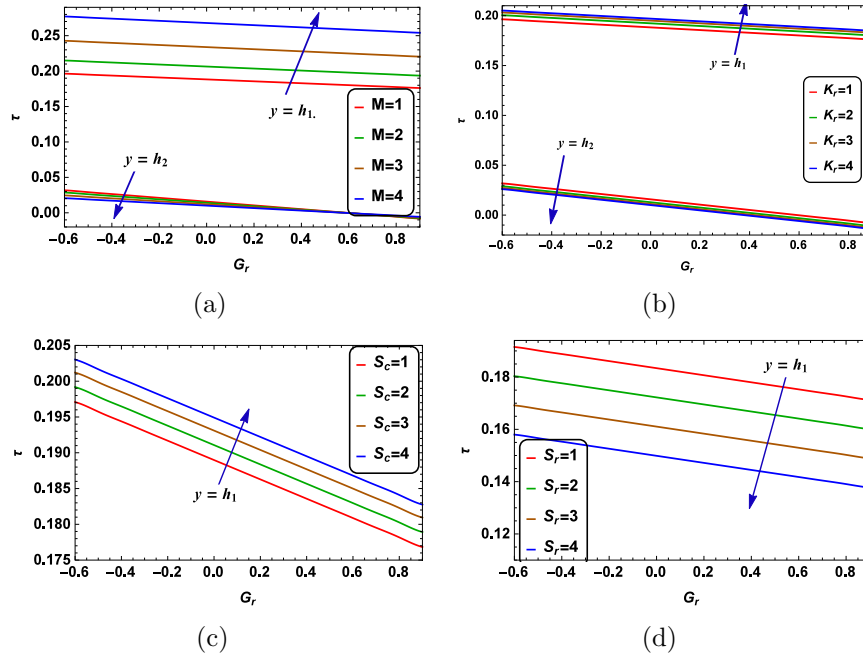 0.25
0.20
0.15
0.10
0.05
0.00
τ
y = h1.
y = h2
M=1
M=2
M=3
M=4
−0.6 −0.4 −0.2 0.0 0.2 0.4 0.6 0.8
Gr
(a)
0.20
0.15
0.10
0.05
0.00
τ
y = h1
y = h2
Kr=1
Kr=2
Kr=3
Kr=4
−0.6 −0.4 −0.2 0.0 0.2 0.4 0.6 0.8
Gr
(b)
0.205
0.200
0.195
0.190
0.185
0.180
0.175
τ
y = h1
Sc=1
Sc=2
Sc=3
Sc=4
−0.6 −0.4 −0.2 0.0 0.2 0.4 0.6 0.8
Gr
(c)
0.18
0.16
0.14
0.12
τ
y = h1
Sr=1
Sr=2
Sr=3
Sr=4
−0.6 −0.4 −0.2 0.0 0.2 0.4 0.6 0.8
Gr
(d)